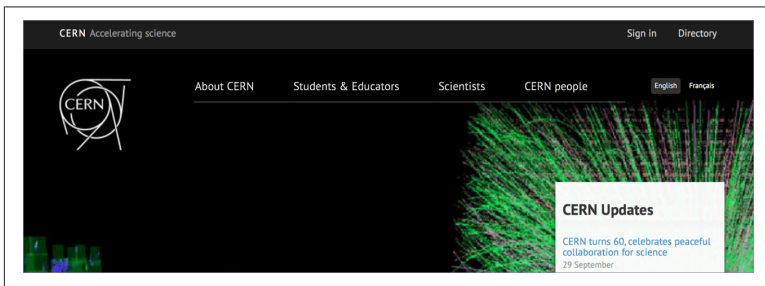 CERN Accelerating science
Sign in Directory
CERN
About CERN Students & Educators Scientists CERN people English Français
CERN Updates
CERN turns 60, celebrates peaceful
collaboration for science
29 September